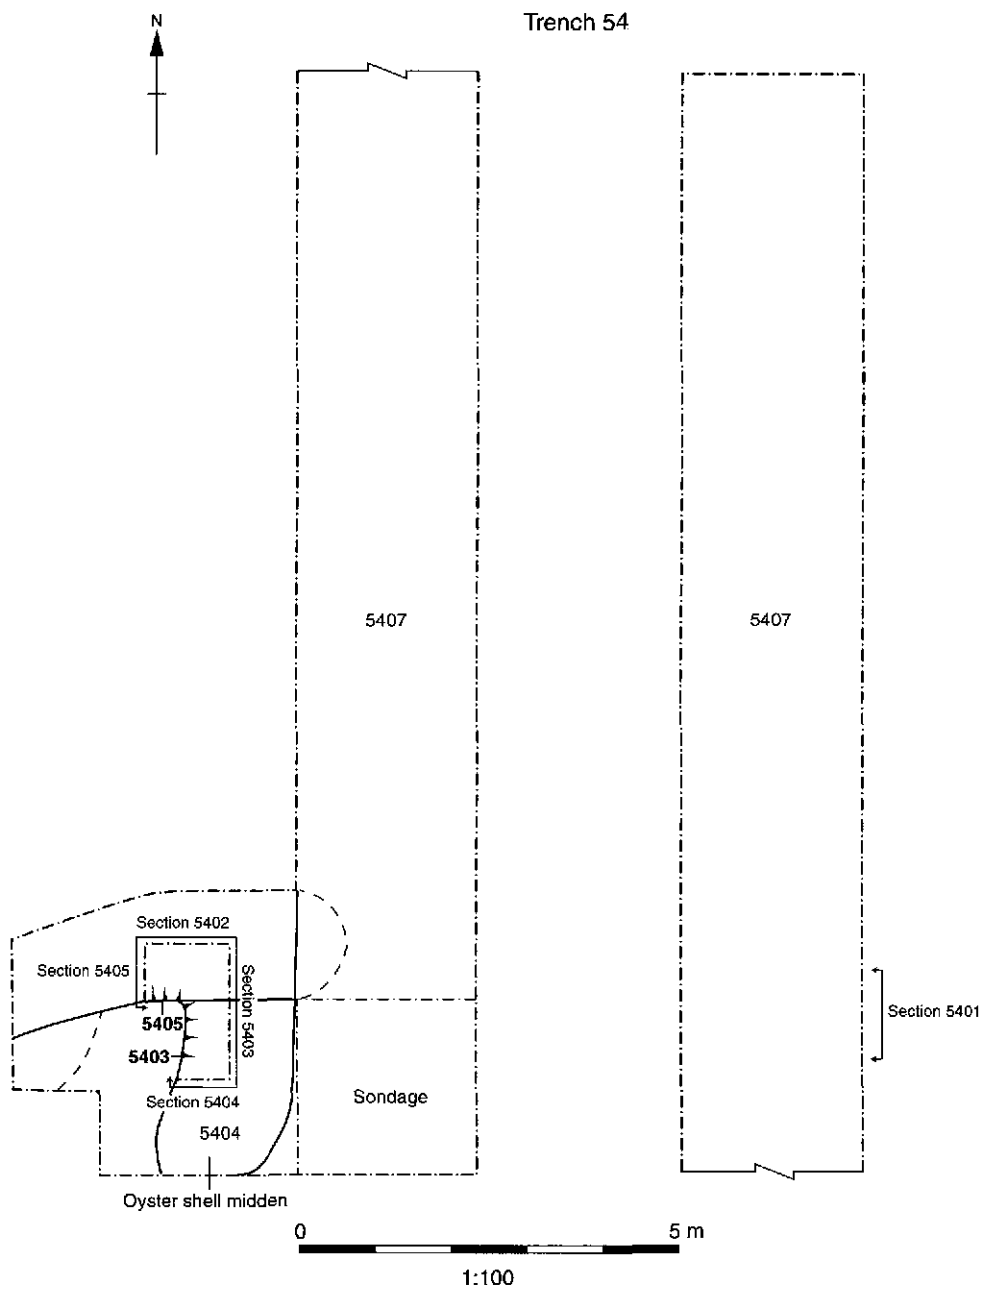 N
Trench 54
5407
5407
Section 5402
Section 5405
Section 5403
5405
5403
Section 5404
5404
Oyster shell midden
Sondage
Section 5401
0
5 m
1:100